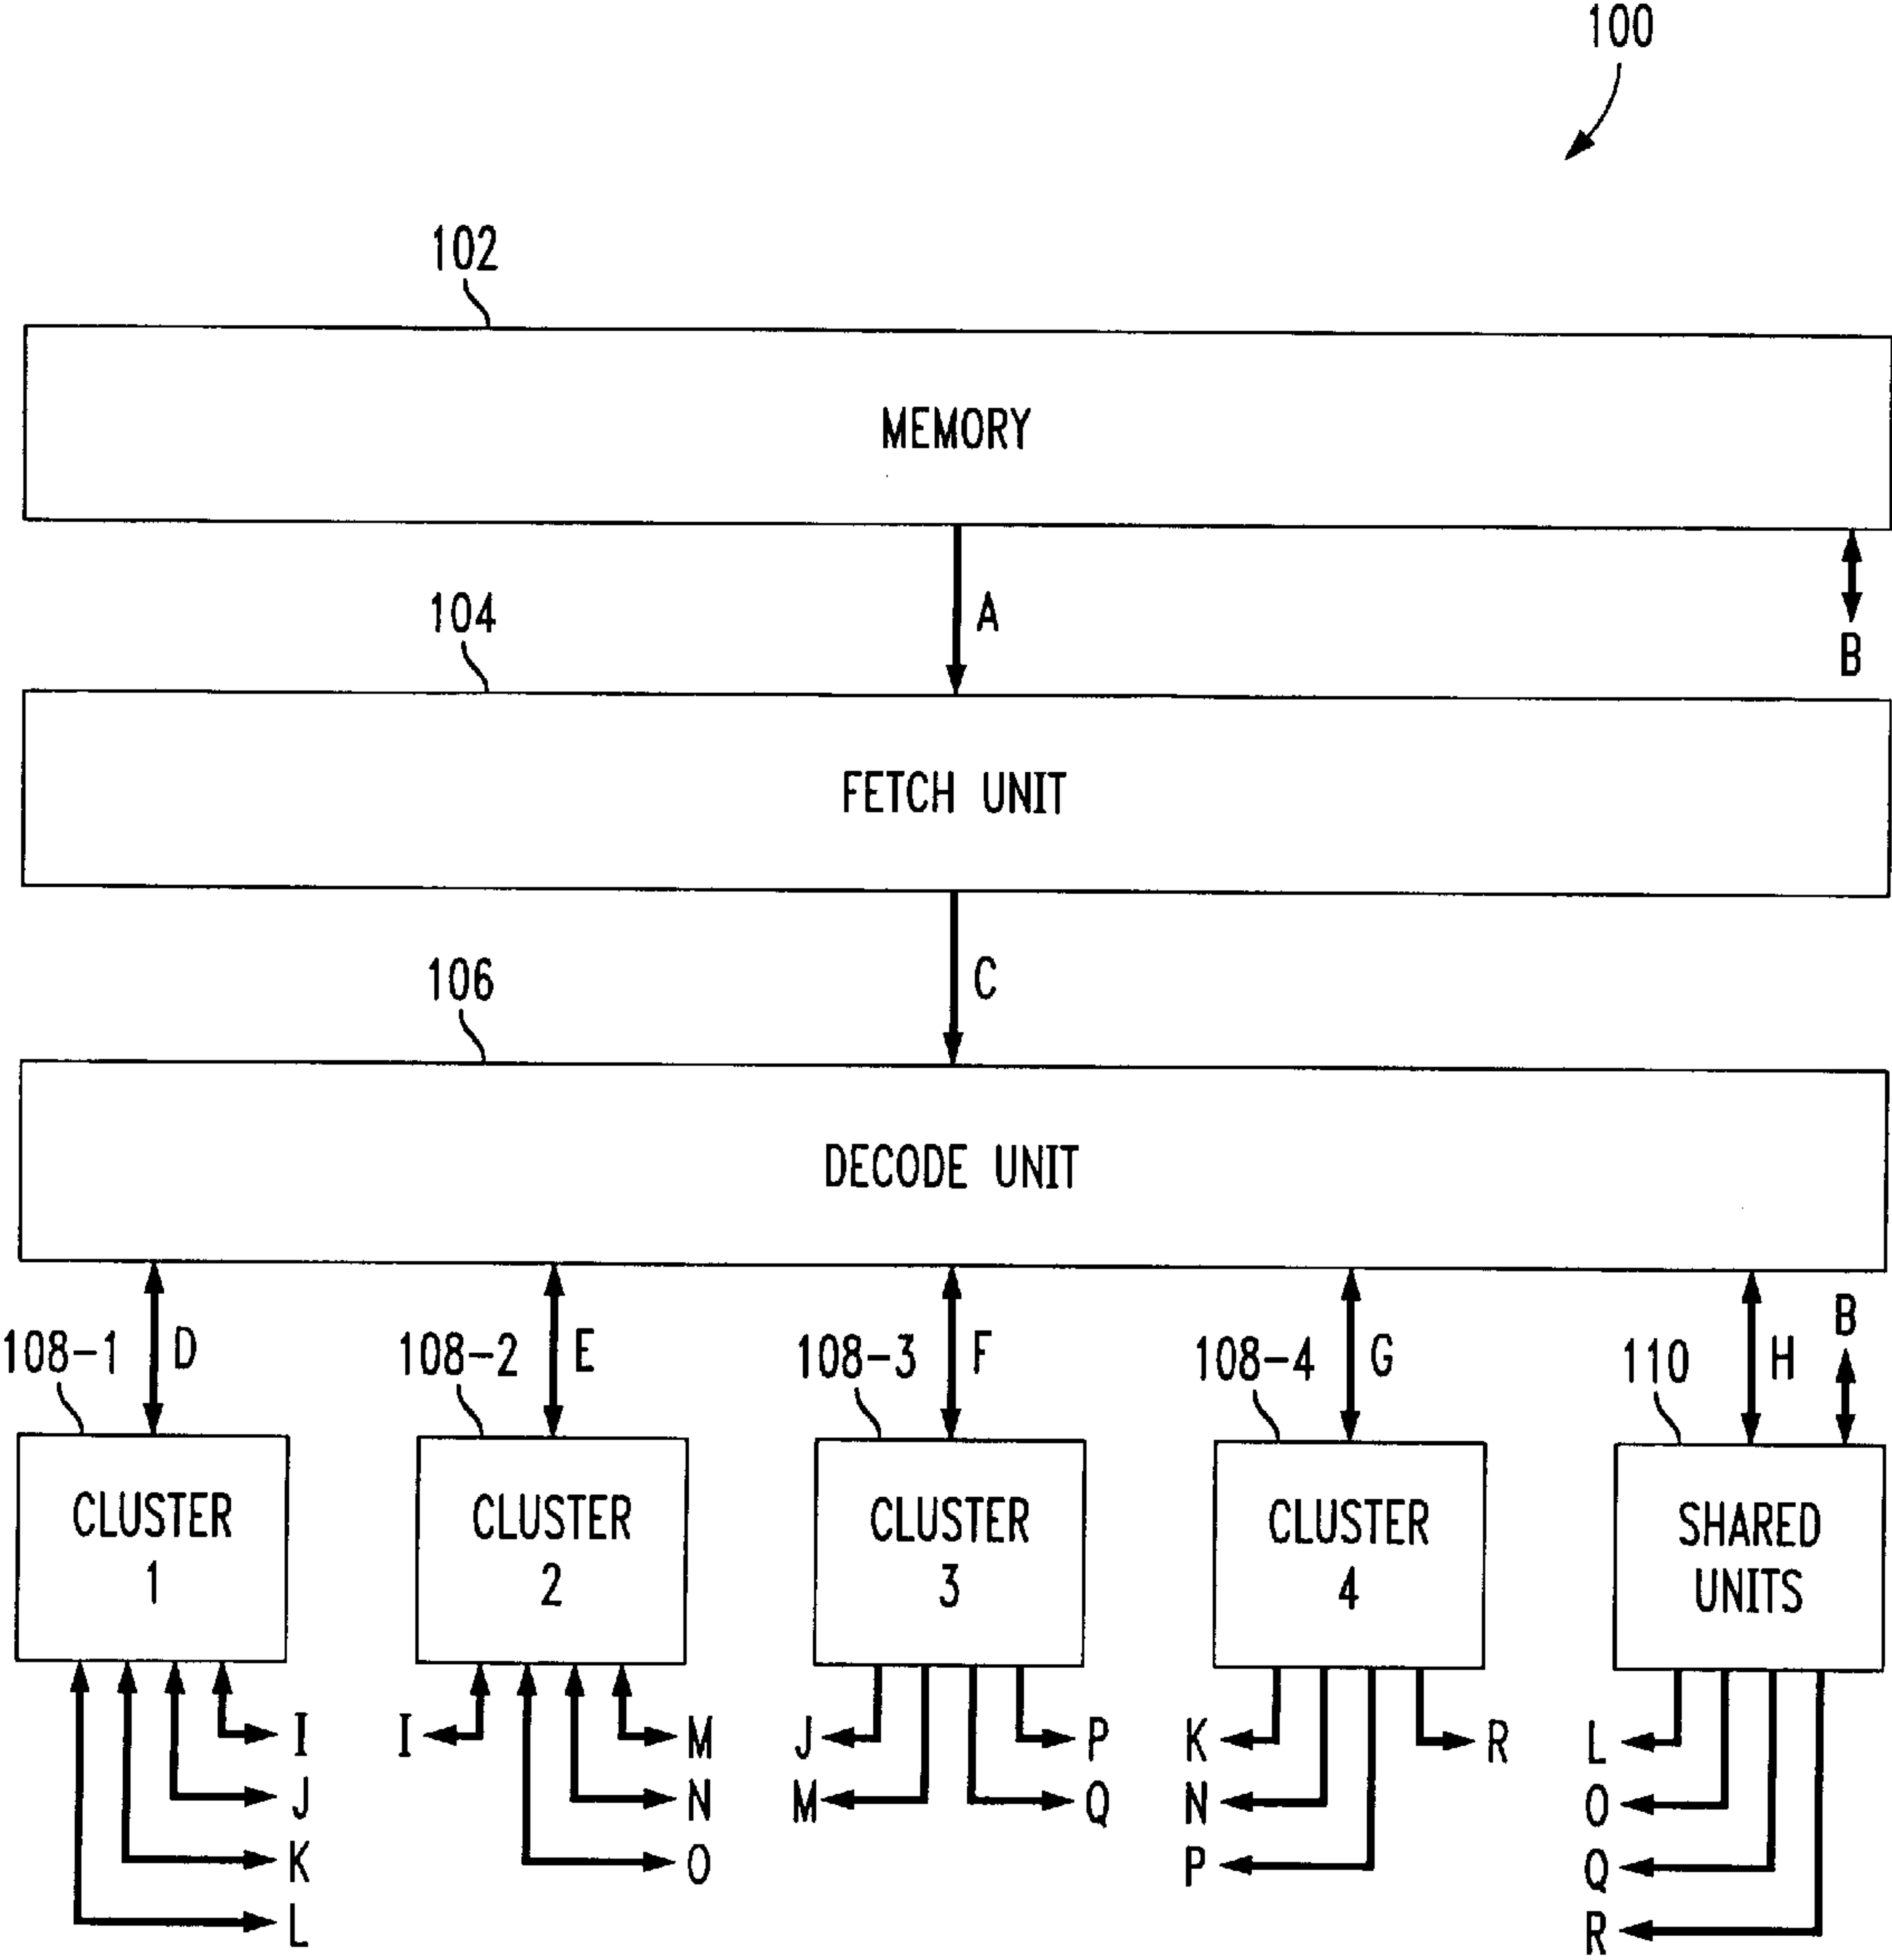 100
102
MEMORY
A
B
104
FETCH UNIT
C
106
DECODE UNIT
108-1
D
108-2
E
108-3
F
108-4
G
110
H
B
CLUSTER
1
CLUSTER
2
CLUSTER
3
CLUSTER
4
SHARED
UNITS
I
J
K
L
I
M
N
O
J
M
P
Q
K
N
P
R
L
O
Q
R